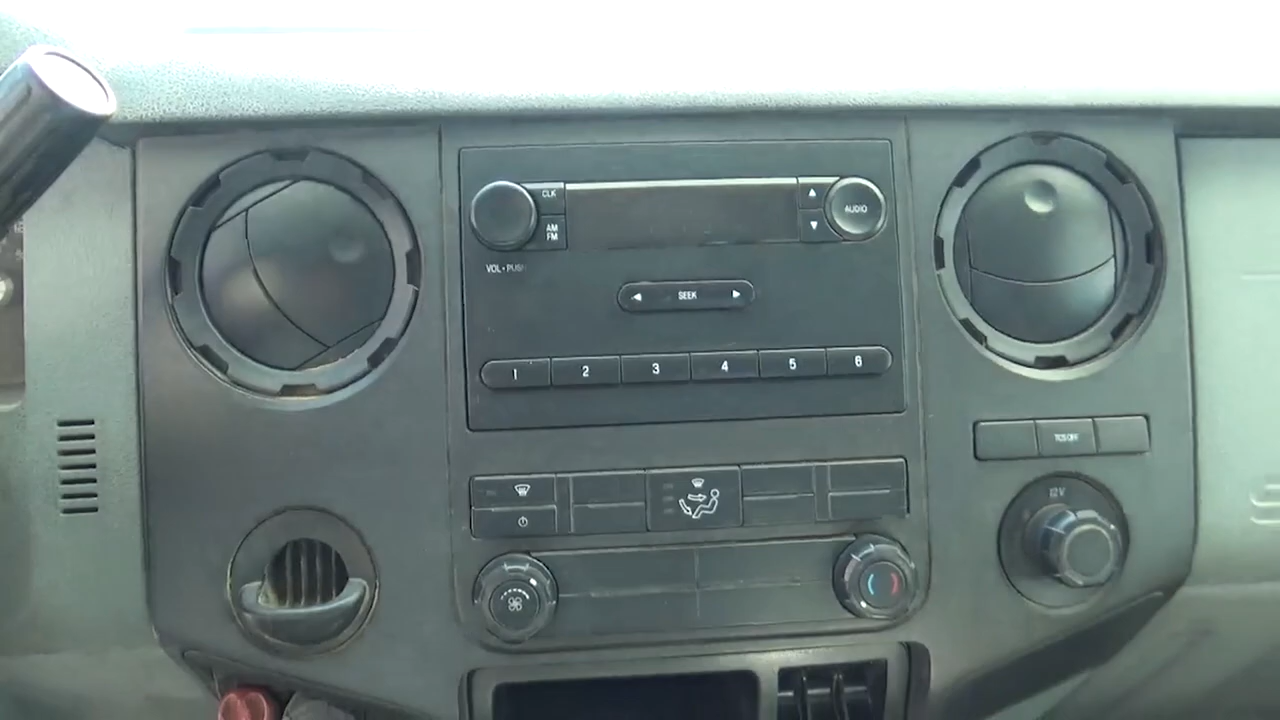 CLK
AM
FM
AUDIO
VOL • PUSH
SEEK
1 2 3 4 5 6
TCS OFF
12V